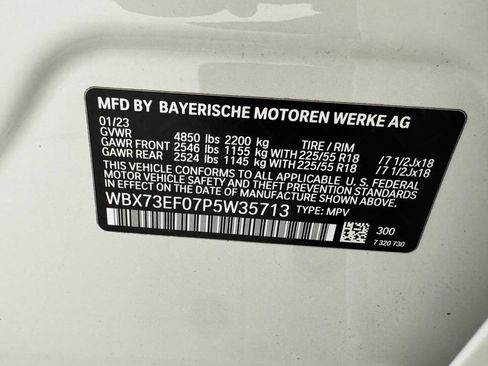 MFD BY BAYERISCHE MOTOREN WERKE AG
01/23
GVWR 4850 lbs 2200 kg TIRE / RIM
GAWR FRONT 2546 lbs 1155 kg WITH 225/55 R18 / 7 1/2Jx18
GAWR REAR 2524 lbs 1145 kg WITH 225/55 R18 / 7 1/2Jx18
THIS VEHICLE CONFORMS TO ALL APPLICABLE U.S. FEDERAL
MOTOR VEHICLE SAFETY, BUMPER, AND THEFT PREVENTION STANDARDS
IN EFFECT ON THE DATE OF MANUFACTURE SHOWN ABOVE.
WBX73EF07P5W35713 TYPE: MPV
300
7 320 730